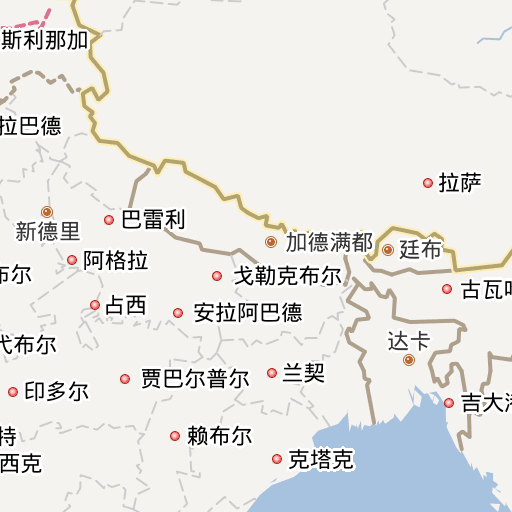 斯利那加
拉巴德
拉萨
巴雷利
新德里
加德满都
廷布
阿格拉
布尔
戈勒克布尔
古瓦
占西
安拉阿巴德
代布尔
达卡
兰契
贾巴尔普尔
印多尔
吉大
特
赖布尔
西克
克塔克